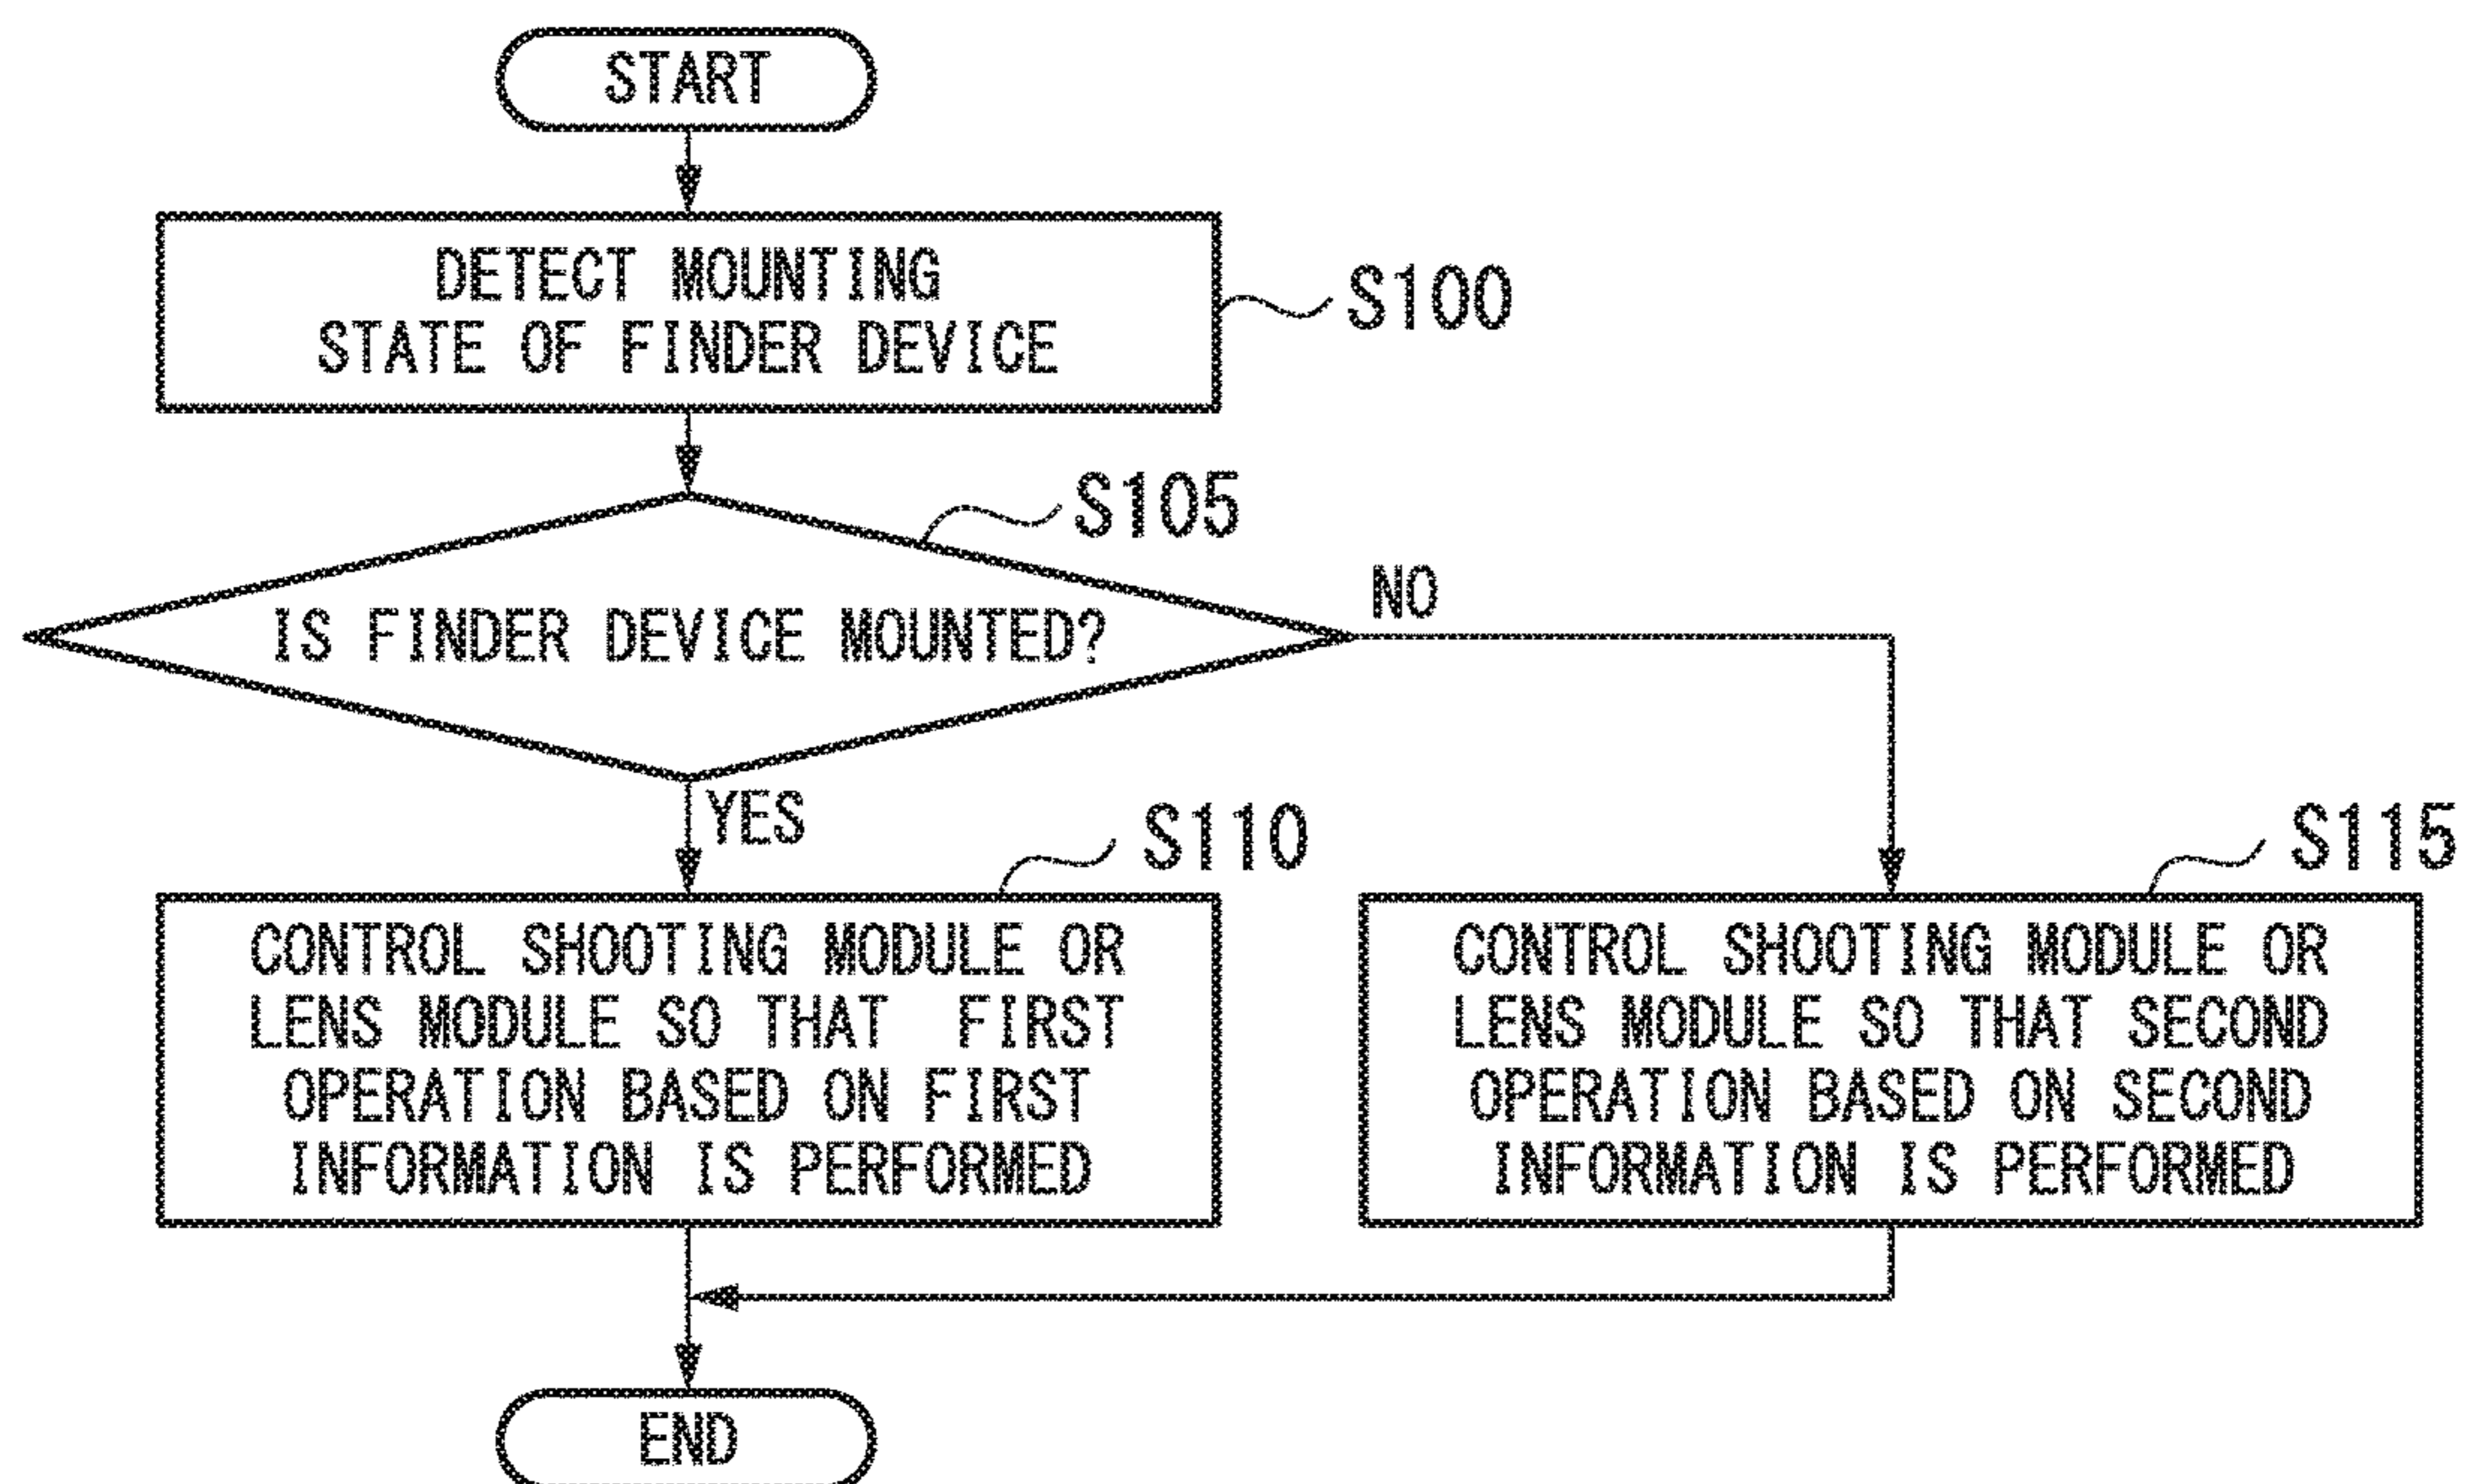 START
DETECT MOUNTING
STATE OF FINDER DEVICE
S100
S105
IS FINDER DEVICE MOUNTED?
NO
YES
S110
CONTROL SHOOTING MODULE OR
LENS MODULE SO THAT FIRST
OPERATION BASED ON FIRST
INFORMATION IS PERFORMED
S115
CONTROL SHOOTING MODULE OR
LENS MODULE SO THAT SECOND
OPERATION BASED ON SECOND
INFORMATION IS PERFORMED
END